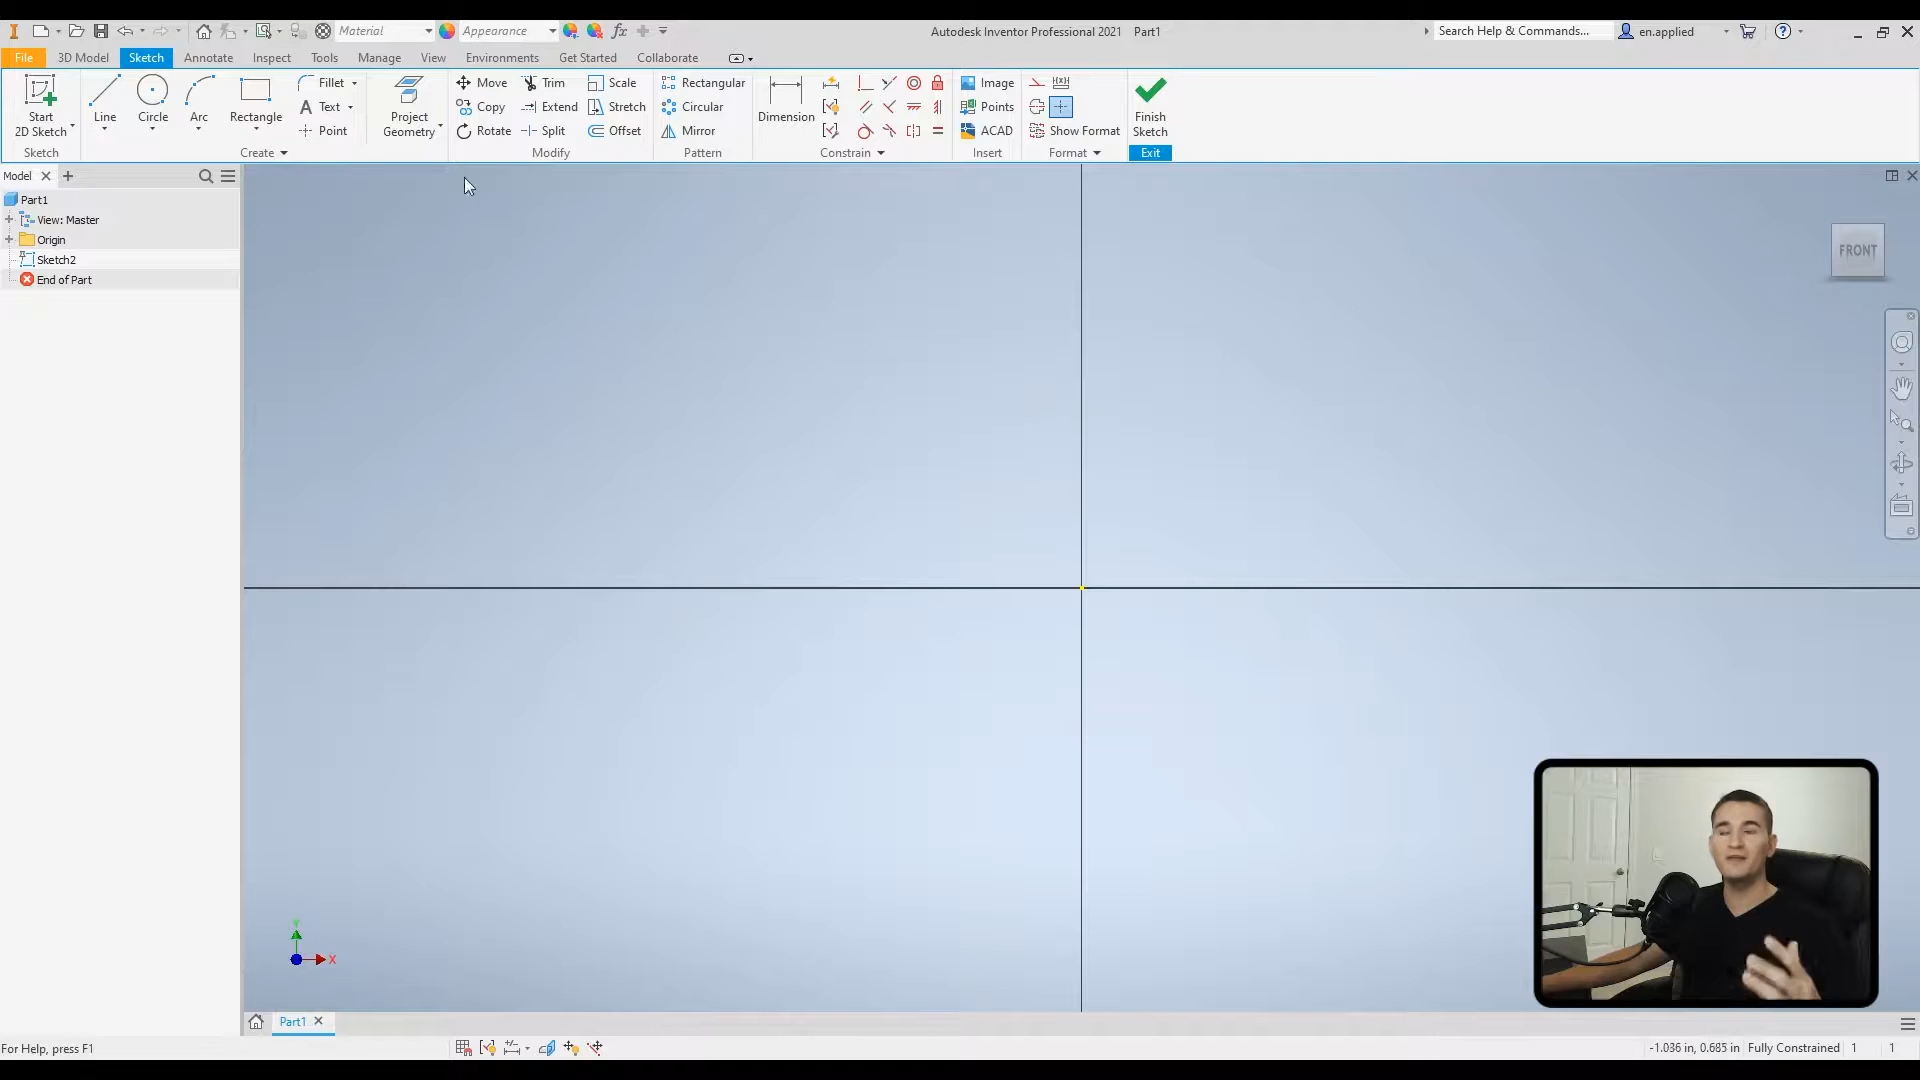 Material
Appearance
Autodesk Inventor Professional 2021 Part1
Search Help & Commands...
en.applied
File 3D Model Sketch Annotate Inspect Tools Manage View Environments Get Started Collaborate
Start
2D Sketch
Line
Circle
Arc
Rectangle
Fillet
Text
Point
Project
Geometry
Move
Copy
Rotate
Trim
Extend
Split
Scale
Stretch
Offset
Rectangular
Circular
Mirror
Dimension
Image
Points
ACAD
Show Format
Finish
Sketch
Sketch Create Modify Pattern Constrain Insert Format Exit
Model
Part1
View: Master
Origin
Sketch2
End of Part
FRONT
Y
X
Part1
For Help, press F1
-1.036 in, 0.685 in Fully Constrained 1 1